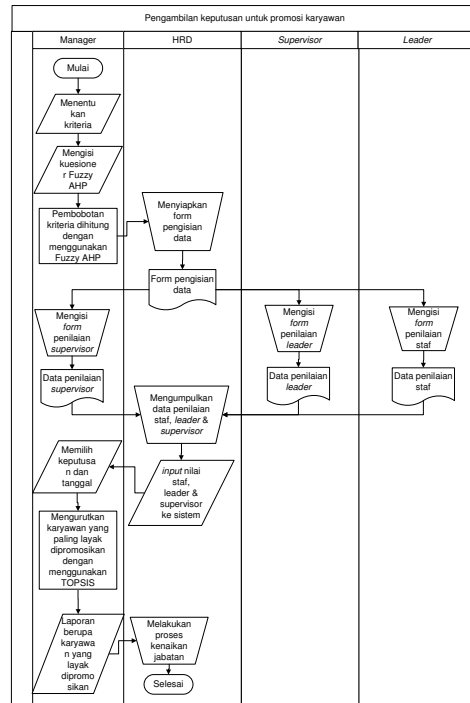 Pengambilan keputusan untuk promosi karyawan
Manager
HRD
Supervisor
Leader
Mulai
Menentu
kan
kriteria
Mengisi
kuesione
r Fuzzy
AHP
Pembobotan
kriteria dihitung
dengan
menggunakan
Fuzzy AHP
Menyiapkan
form
pengisian
data
Form pengisian
data
Mengisi
form
penilaian
supervisor
Mengisi
form
penilaian
leader
Mengisi
form
penilaian
staf
Data penilaian
supervisor
Data penilaian
leader
Data penilaian
staf
Mengumpulkan
data penilaian
staf, leader &
supervisor
Memilih
keputusa
n dan
tanggal
input nilai
staf,
leader &
supervisor
ke sistem
Mengurutkan
karyawan yang
paling layak
dipromosikan
dengan
menggunakan
TOPSIS
Laporan
berupa
karyawa
n yang
layak
dipromo
sikan
Melakukan
proses
kenaikan
jabatan
Selesai